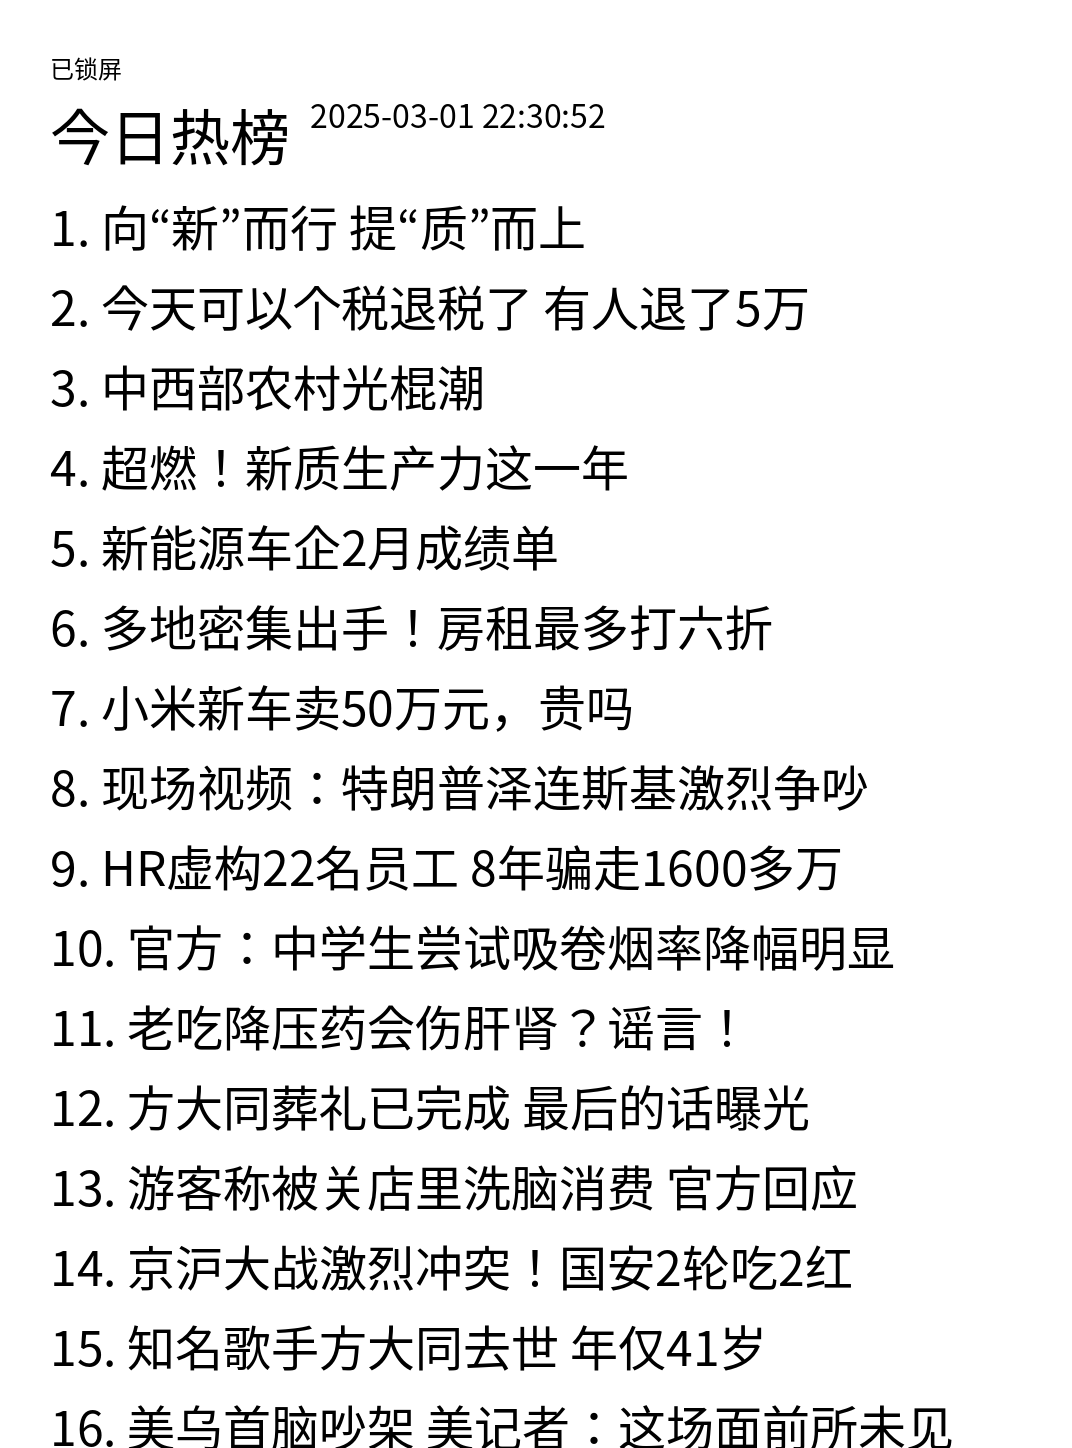 已锁屏
今日热榜 2025-03-01 22:30:52
1. 向“新”而行 提“质”而上
2. 今天可以个税退税了 有人退了5万
3. 中西部农村光棍潮
4. 超燃！新质生产力这一年
5. 新能源车企2月成绩单
6. 多地密集出手！房租最多打六折
7. 小米新车卖50万元，贵吗
8. 现场视频：特朗普泽连斯基激烈争吵
9. HR虚构22名员工 8年骗走1600多万
10. 官方：中学生尝试吸卷烟率降幅明显
11. 老吃降压药会伤肝肾？谣言！
12. 方大同葬礼已完成 最后的话曝光
13. 游客称被关店里洗脑消费 官方回应
14. 京沪大战激烈冲突！国安2轮吃2红
15. 知名歌手方大同去世 年仅41岁
16. 美乌首脑吵架 美记者：这场面前所未见